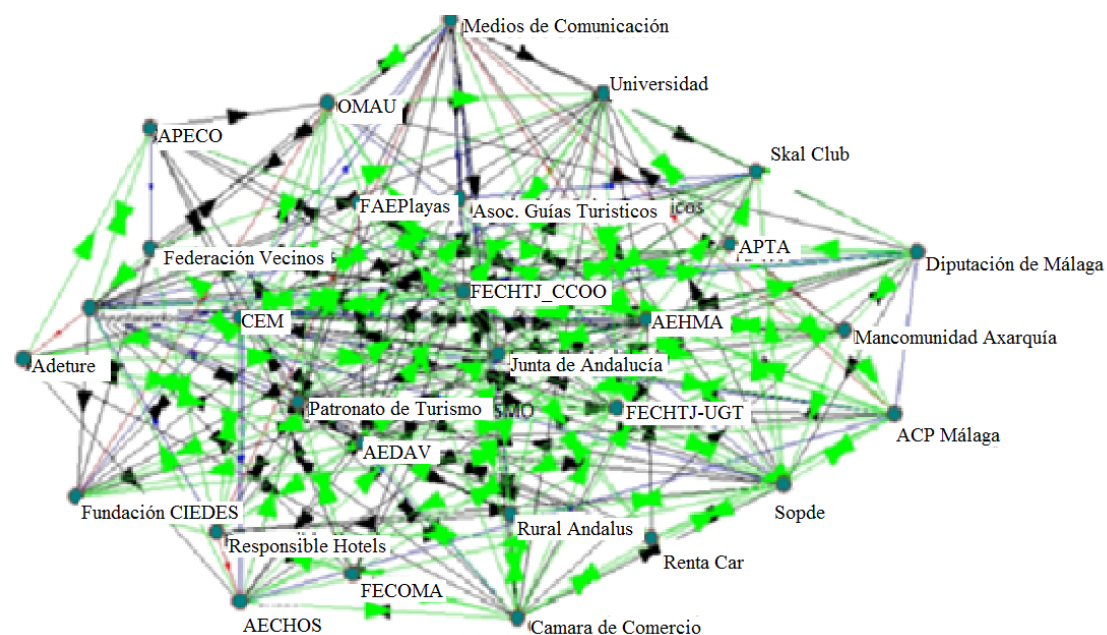 Medios de Comunicación
Universidad
OMAU
APECO
Skal Club
FAEPlayas
Asoc. Guías Turisticos icos
APTA
Federación Vecinos
Diputación de Málaga
FECHTJ_CCOO
CEM
AEHMA
Mancomunidad Axarquía
Adeture
Junta de Andalucía
Patronato de Turismo SMO
FECHTJ-UGT
ACP Málaga
AEDAV
Sopde
Fundación CIEDES
Rural Andalus
Responsible Hotels
Renta Car
FECOMA
AECHOS
Camara de Comercio